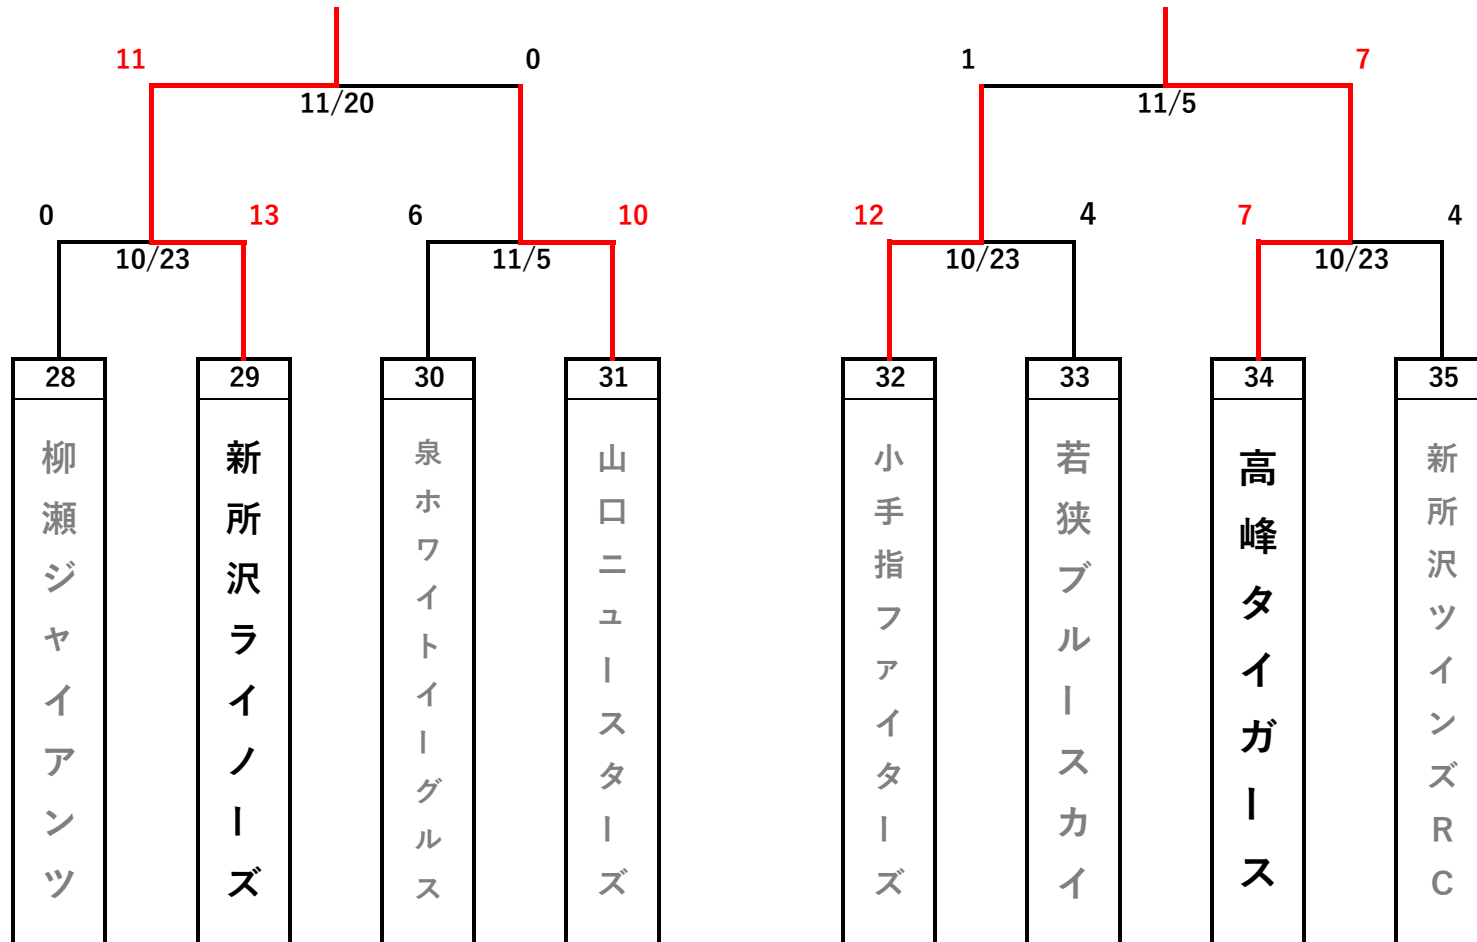 11 0 1 7
11/20 11/5
0 13 6 10 12 4 7 4
10/23 11/5 10/23 10/23
28 29 30 31 32 33 34 35
柳瀬ジャイアンツ
新所沢ライノーズ
泉ホワイトイーグルス
山口ニュースターズ
小手指ファイターズ
若狭ブルースカイ
高峰タイガース
新所沢ツインズRC